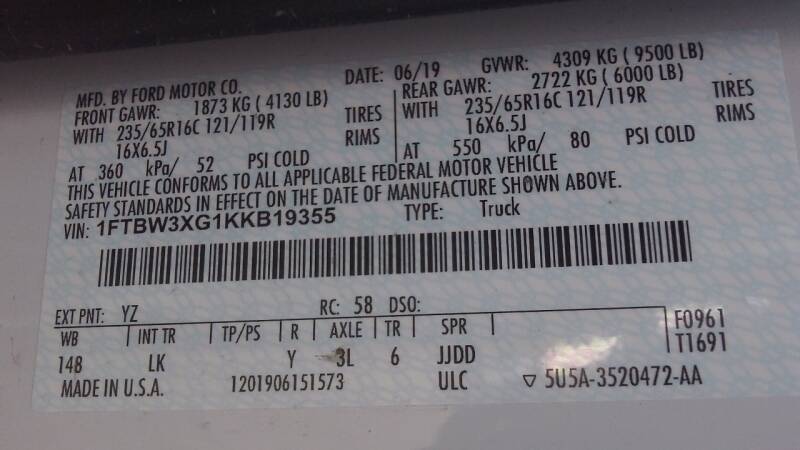 MFD. BY FORD MOTOR CO. DATE: 06/19 GVWR: 4309 KG ( 9500 LB)
FRONT GAWR: 1873 KG ( 4130 LB) REAR GAWR: 2722 KG ( 6000 LB)
WITH 235/65R16C 121/119R TIRES WITH 235/65R16C 121/119R TIRES
16X6.5J RIMS 16X6.5J RIMS
AT 360 kPa/ 52 PSI COLD AT 550 kPa/ 80 PSI COLD
THIS VEHICLE CONFORMS TO ALL APPLICABLE FEDERAL MOTOR VEHICLE
SAFETY STANDARDS IN EFFECT ON THE DATE OF MANUFACTURE SHOWN ABOVE.
VIN: 1FTBW3XG1KKB19355 TYPE: Truck
EXT PNT: YZ RC: 58 DSO:
WB INT TR TP/PS R AXLE TR SPR F0961
148 LK Y 3L 6 JJDD T1691
MADE IN U.S.A. 1201906151573 ULC ▽ 5U5A-3520472-AA